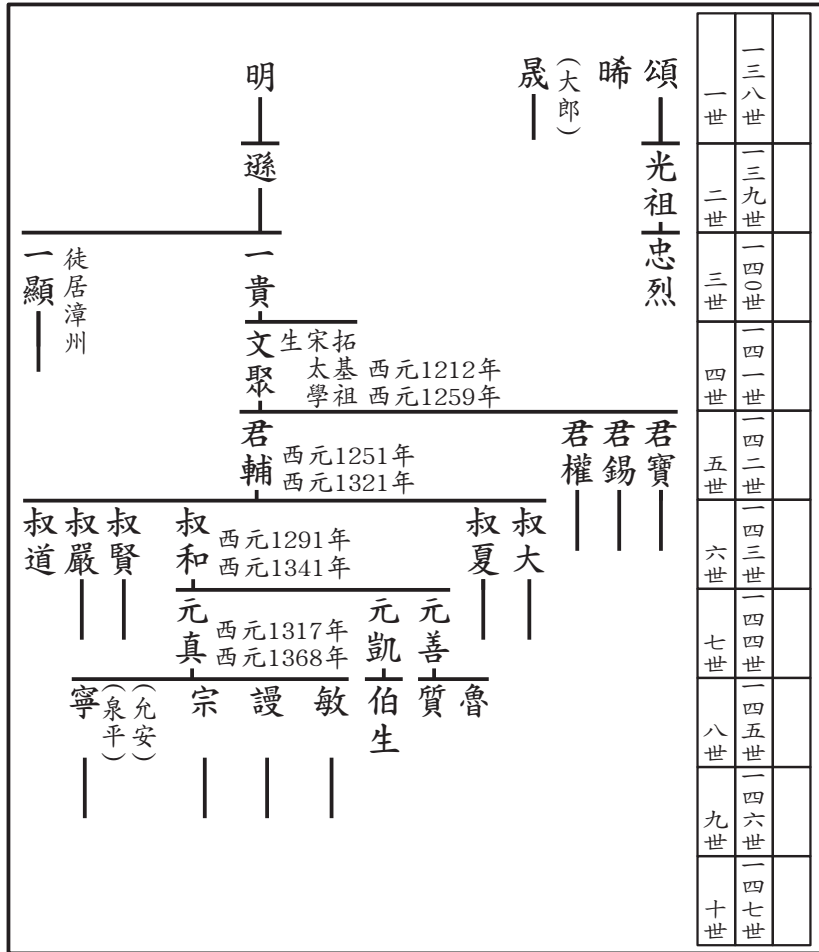 一三八世
一世
頌
晞
晟
(大郎)
明
一三九世
二世
光祖
遜
一四〇世
三世
忠烈
一貴
一顯
徒居漳州
一四一世
四世
文聚
生宋太學
拓基祖
西元1212年
西元1259年
一四二世
五世
君寶
君錫
君權
君輔
西元1251年
西元1321年
一四三世
六世
叔大
叔夏
叔和
西元1291年
西元1341年
叔賢
叔嚴
叔道
一四四世
七世
元善
元凱
元真
西元1317年
西元1368年
一四五世
八世
魯
質
伯生
敏
謾
宗
寧
(允安)
(泉平)
一四六世
九世
一四七世
十世